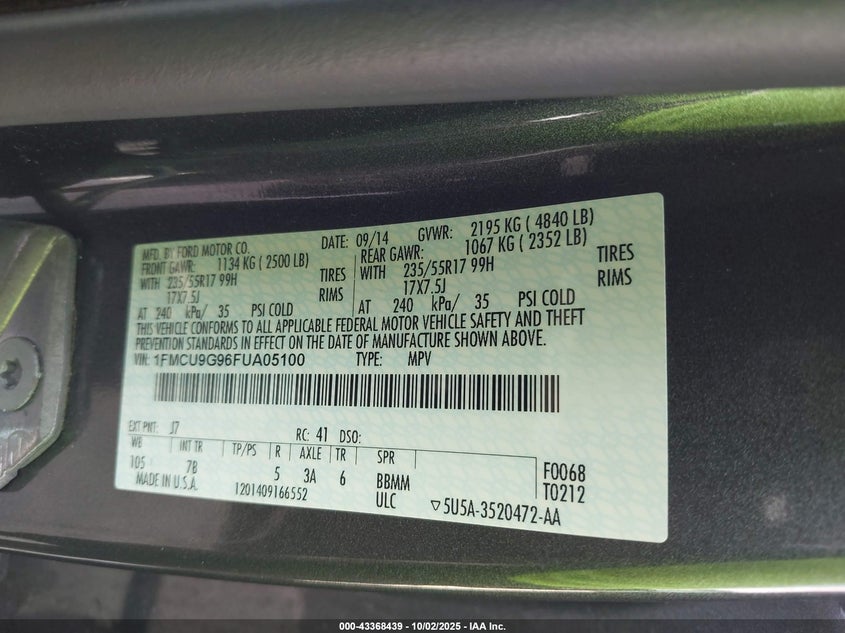 MFD. BY FORD MOTOR CO. DATE: 09/14 GVWR: 2195 KG ( 4840 LB)
FRONT GAWR: 1134 KG ( 2500 LB) REAR GAWR: 1067 KG ( 2352 LB)
WITH 235/55R17 99H TIRES WITH 235/55R17 99H TIRES
17X7.5J RIMS 17X7.5J RIMS
AT 240 kPa/ 35 PSI COLD AT 240 kPa/ 35 PSI COLD
THIS VEHICLE CONFORMS TO ALL APPLICABLE FEDERAL MOTOR VEHICLE SAFETY AND THEFT
PREVENTION STANDARDS IN EFFECT ON THE DATE OF MANUFACTURE SHOWN ABOVE.
VIN: 1FMCU9G96FUA05100 TYPE: MPV
EXT PNT: J7 RC: 41 DSO:
WB INT TR TP/PS R AXLE TR SPR
105 7B 5 3A 6 BBMM F0068
MADE IN U.S.A. 1201409166552 ULC T0212
▽5U5A-3520472-AA
000-43368439 - 10/02/2025 - IAA Inc.